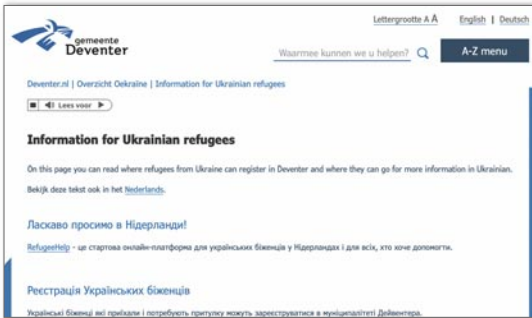 Lettergrootte A A English | Deutsch
gemeente
Deventer
Waarmee kunnen we u helpen?
A-Z menu
Deventer.nl | Overzicht Oekraïne | Information for Ukrainian refugees
Lees voor
Information for Ukrainian refugees
On this page you can read where refugees from Ukraine can register in Deventer and where they can go for more information in Ukrainian.
Bekijk deze tekst ook in het Nederlands.
Ласкаво просимо в Нідерланди!
RefugeeHelp - це стартова онлайн-платформа для українських біженців у Нідерландах і для всіх, хто хоче допомогти.
Реєстрація Українських біженців
Українські біженці які приїхали і потребують притулку можуть зареєструватися в муніципалітеті Дейвентера.